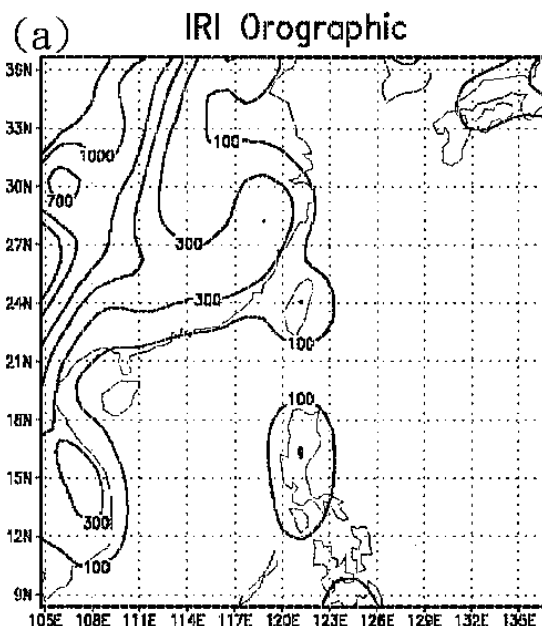 (a) IRI Orographic
36N
33N
100
1000
30N
700
27N
300
24N
300
21N
100
18N
100
15N
300
12N
100
9N
105E 108E 111E 114E 117E 120E 123E 126E 129E 132E 135E